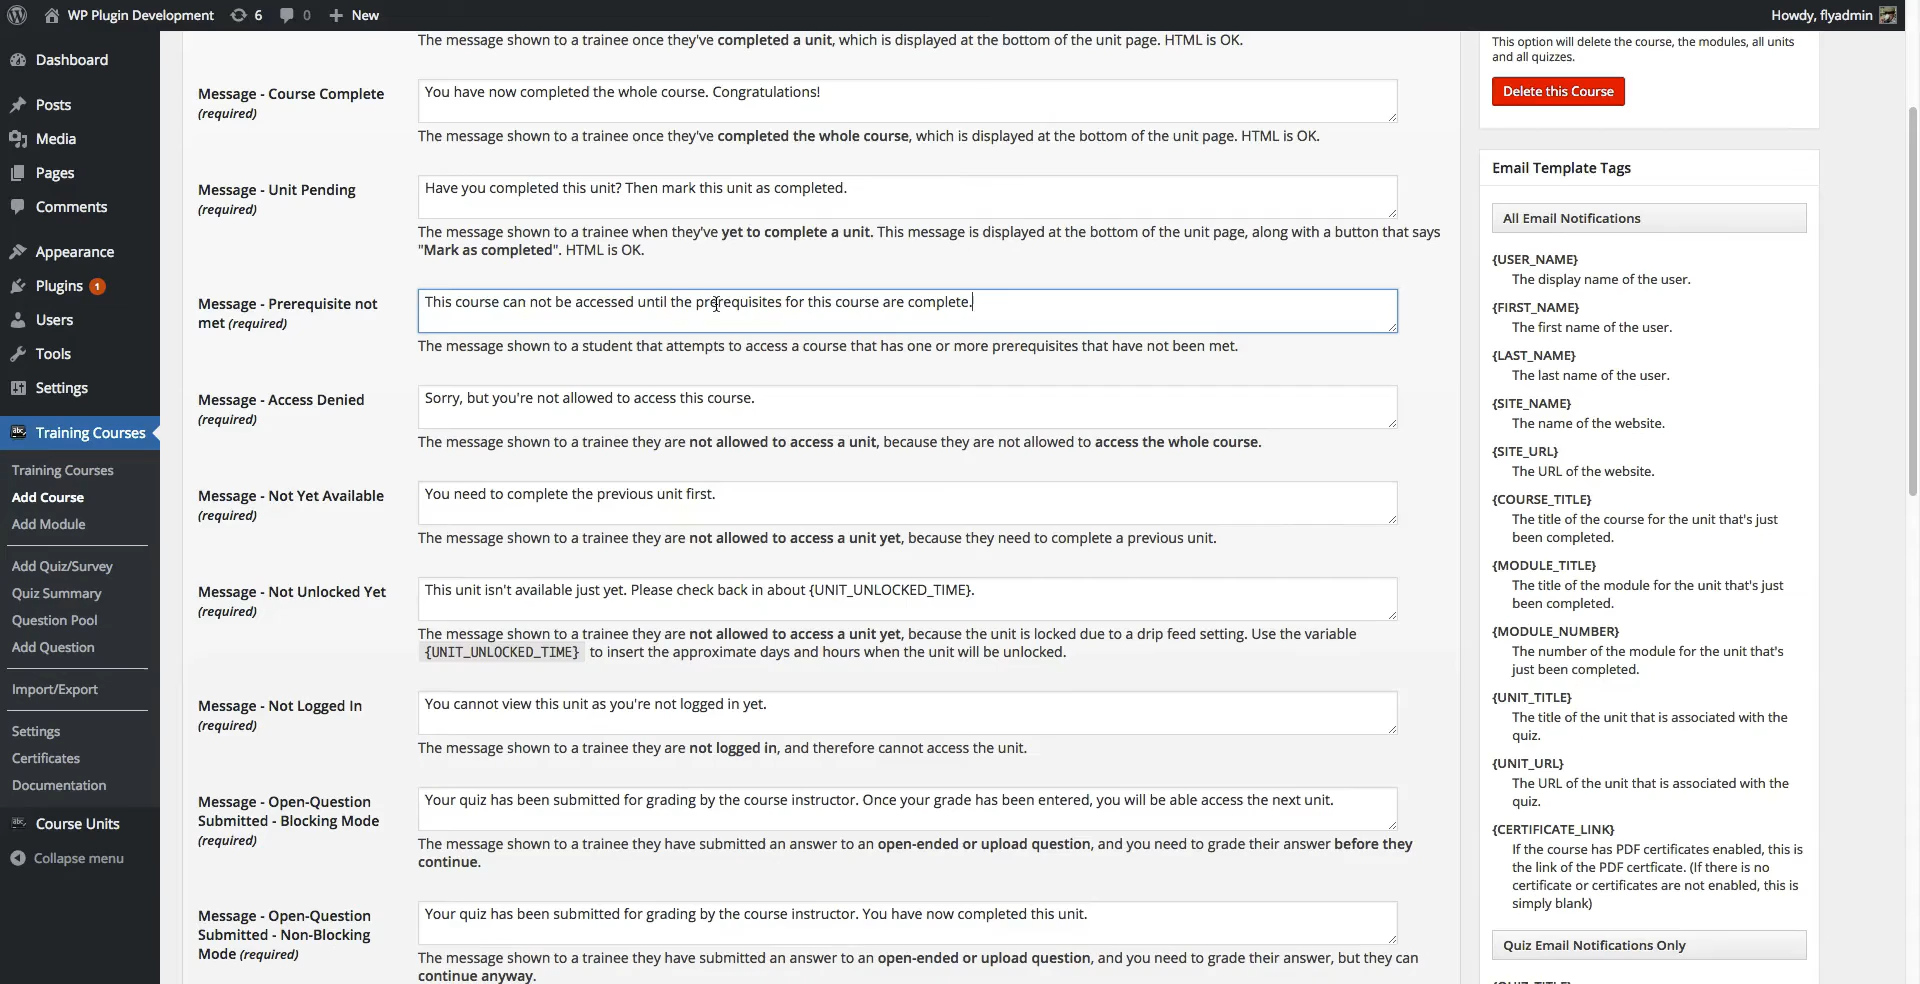 WP Plugin Development 6 0 New Howdy, flyadmin
Dashboard
Posts
Media
Pages
Comments
Appearance
Plugins 1
Users
Tools
Settings
Training Courses
Training Courses
Add Course
Add Module
Add Quiz/Survey
Quiz Summary
Question Pool
Add Question
Import/Export
Settings
Certificates
Documentation
Course Units
Collapse menu
The message shown to a trainee once they've completed a unit, which is displayed at the bottom of the unit page. HTML is OK.
Message - Course Complete
(required)
You have now completed the whole course. Congratulations!
The message shown to a trainee once they've completed the whole course, which is displayed at the bottom of the unit page. HTML is OK.
Message - Unit Pending
(required)
Have you completed this unit? Then mark this unit as completed.
The message shown to a trainee when they've yet to complete a unit. This message is displayed at the bottom of the unit page, along with a button that says
"Mark as completed". HTML is OK.
Message - Prerequisite not
met (required)
This course can not be accessed until the prerequisites for this course are complete.
The message shown to a student that attempts to access a course that has one or more prerequisites that have not been met.
Message - Access Denied
(required)
Sorry, but you're not allowed to access this course.
The message shown to a trainee they are not allowed to access a unit, because they are not allowed to access the whole course.
Message - Not Yet Available
(required)
You need to complete the previous unit first.
The message shown to a trainee they are not allowed to access a unit yet, because they need to complete a previous unit.
Message - Not Unlocked Yet
(required)
This unit isn't available just yet. Please check back in about {UNIT_UNLOCKED_TIME}.
The message shown to a trainee they are not allowed to access a unit yet, because the unit is locked due to a drip feed setting. Use the variable
{UNIT_UNLOCKED_TIME} to insert the approximate days and hours when the unit will be unlocked.
Message - Not Logged In
(required)
You cannot view this unit as you're not logged in yet.
The message shown to a trainee they are not logged in, and therefore cannot access the unit.
Message - Open-Question
Submitted - Blocking Mode
(required)
Your quiz has been submitted for grading by the course instructor. Once your grade has been entered, you will be able access the next unit.
The message shown to a trainee they have submitted an answer to an open-ended or upload question, and you need to grade their answer before they
continue.
Message - Open-Question
Submitted - Non-Blocking
Mode (required)
Your quiz has been submitted for grading by the course instructor. You have now completed this unit.
The message shown to a trainee they have submitted an answer to an open-ended or upload question, and you need to grade their answer, but they can
continue anyway.
This option will delete the course, the modules, all units
and all quizzes.
Delete this Course
Email Template Tags
All Email Notifications
{USER_NAME}
The display name of the user.
{FIRST_NAME}
The first name of the user.
{LAST_NAME}
The last name of the user.
{SITE_NAME}
The name of the website.
{SITE_URL}
The URL of the website.
{COURSE_TITLE}
The title of the course for the unit that's just
been completed.
{MODULE_TITLE}
The title of the module for the unit that's just
been completed.
{MODULE_NUMBER}
The number of the module for the unit that's
just been completed.
{UNIT_TITLE}
The title of the unit that is associated with the
quiz.
{UNIT_URL}
The URL of the unit that is associated with the
quiz.
{CERTIFICATE_LINK}
If the course has PDF certificates enabled, this is
the link of the PDF certficate. (If there is no
certificate or certificates are not enabled, this is
simply blank)
Quiz Email Notifications Only